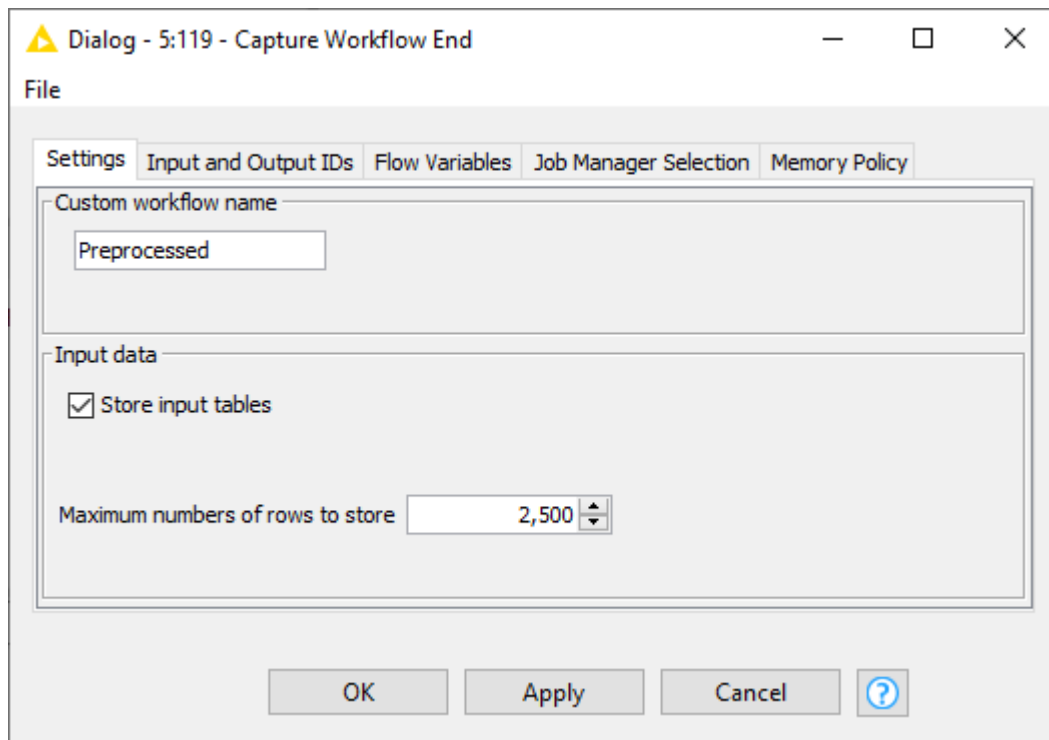 Dialog - 5:119 - Capture Workflow End
File
Settings Input and Output IDs Flow Variables Job Manager Selection Memory Policy
Custom workflow name
Preprocessed
Input data
Store input tables
Maximum numbers of rows to store 2,500
OK Apply Cancel ?